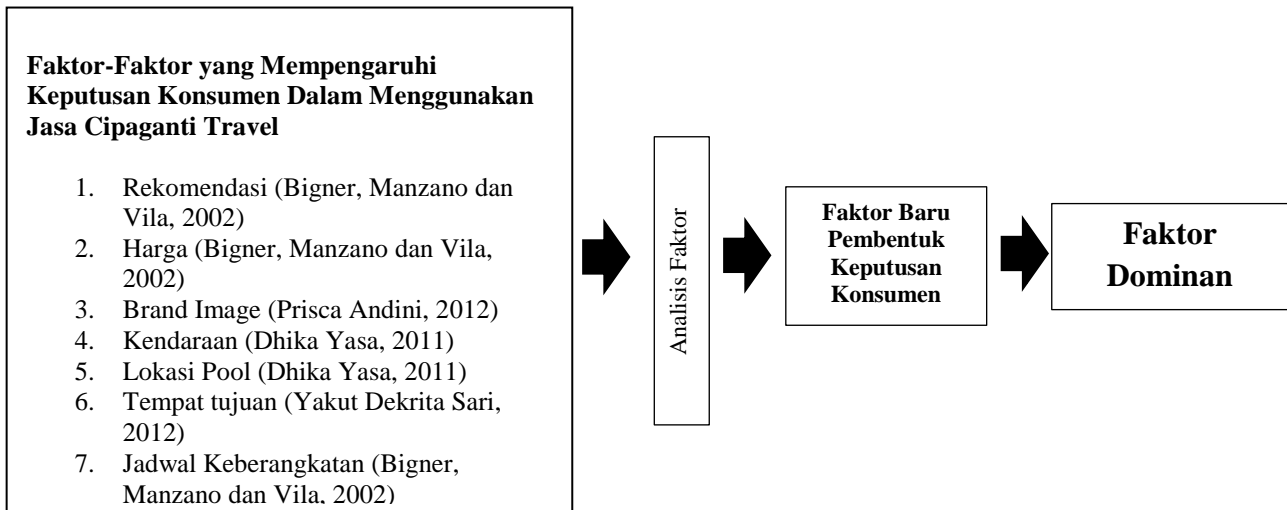 Faktor-Faktor yang Mempengaruhi
Keputusan Konsumen Dalam Menggunakan
Jasa Cipaganti Travel
1. Rekomendasi (Bigner, Manzano dan
Vila, 2002)
2. Harga (Bigner, Manzano dan Vila,
2002)
3. Brand Image (Prisca Andini, 2012)
4. Kendaraan (Dhika Yasa, 2011)
5. Lokasi Pool (Dhika Yasa, 2011)
6. Tempat tujuan (Yakut Dekrita Sari,
2012)
7. Jadwal Keberangkatan (Bigner,
Manzano dan Vila, 2002)
Analisis Faktor
Faktor Baru
Pembentuk
Keputusan
Konsumen
Faktor
Dominan